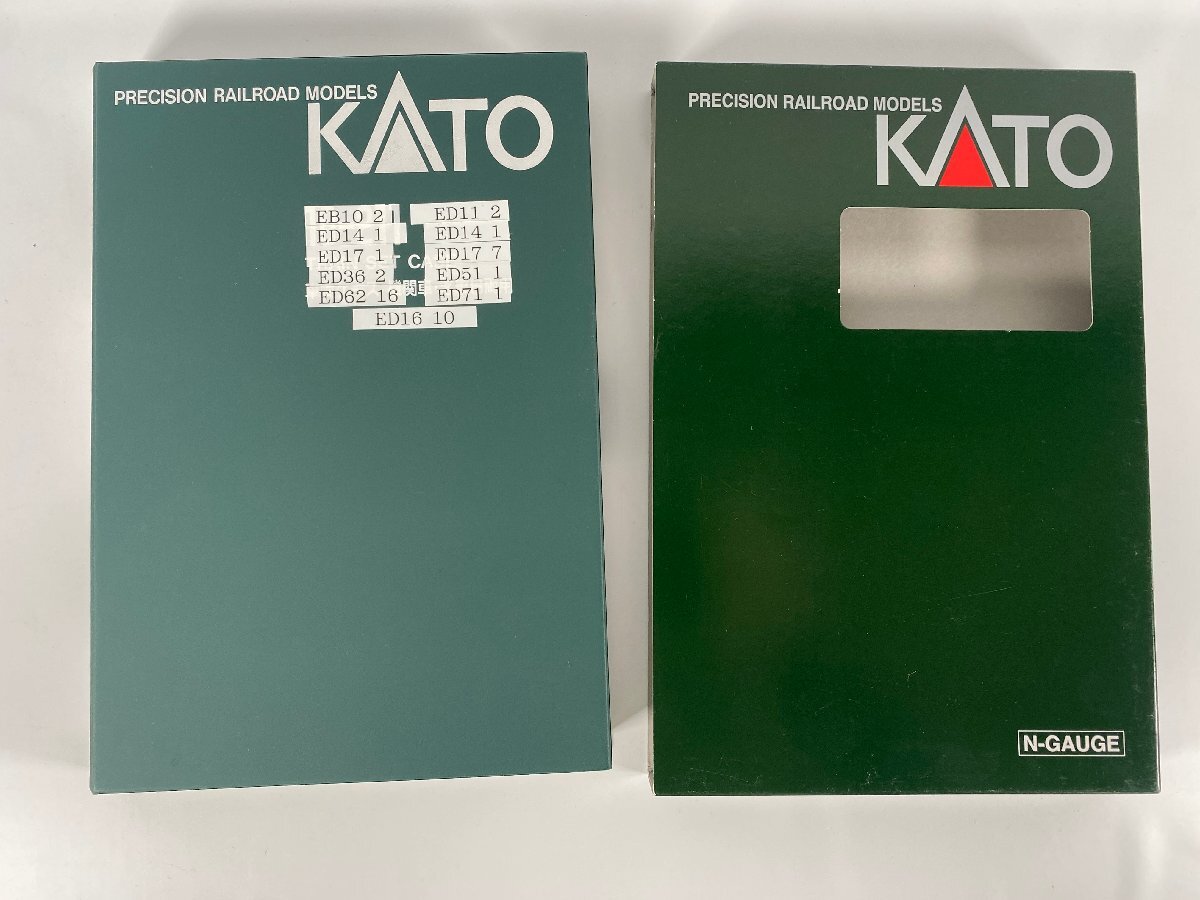 PRECISION RAILROAD MODELS
KATO
EB10 2
ED14 1
ED17 1
ED36 2
ED62 16
ED11 2
ED14 1
ED17 7
ED51 1
ED71 1
ED16 10
PRECISION RAILROAD MODELS
KATO
N-GAUGE